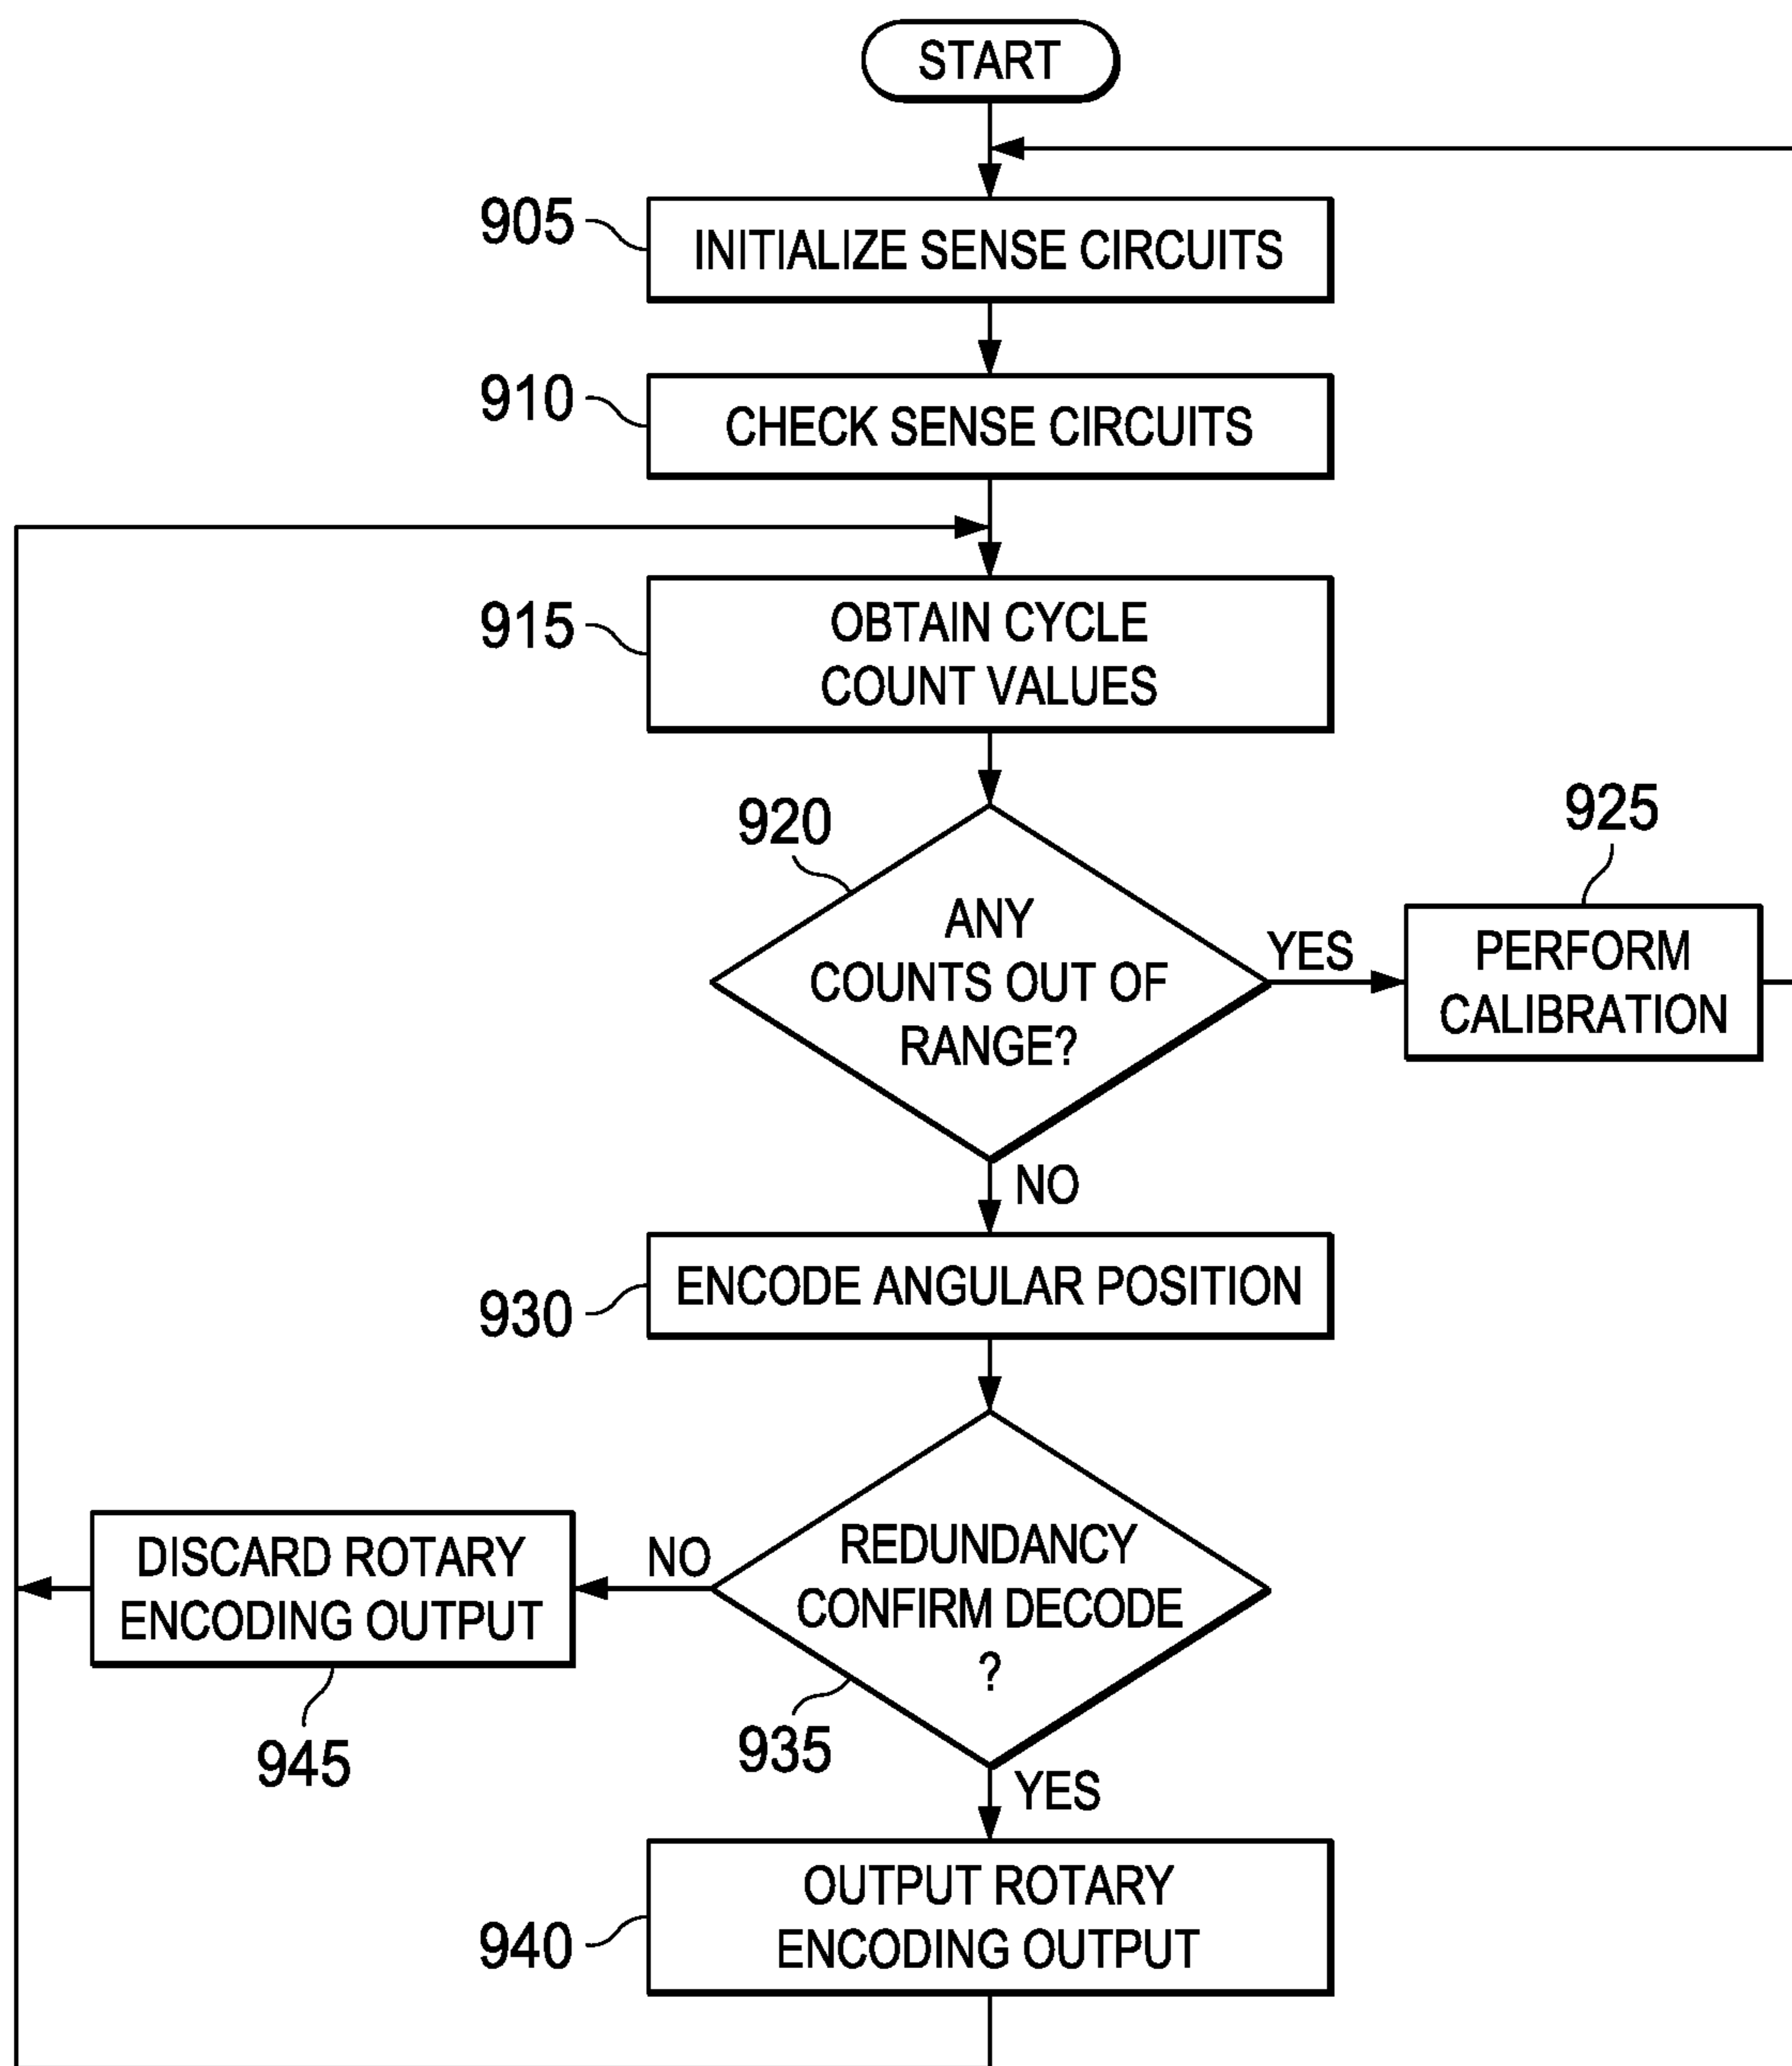 START
905
INITIALIZE SENSE CIRCUITS
910
CHECK SENSE CIRCUITS
915
OBTAIN CYCLE
COUNT VALUES
920
ANY
COUNTS OUT OF
RANGE?
YES
925
PERFORM
CALIBRATION
NO
930
ENCODE ANGULAR POSITION
935
REDUNDANCY
CONFIRM DECODE
?
NO
DISCARD ROTARY
ENCODING OUTPUT
945
YES
940
OUTPUT ROTARY
ENCODING OUTPUT